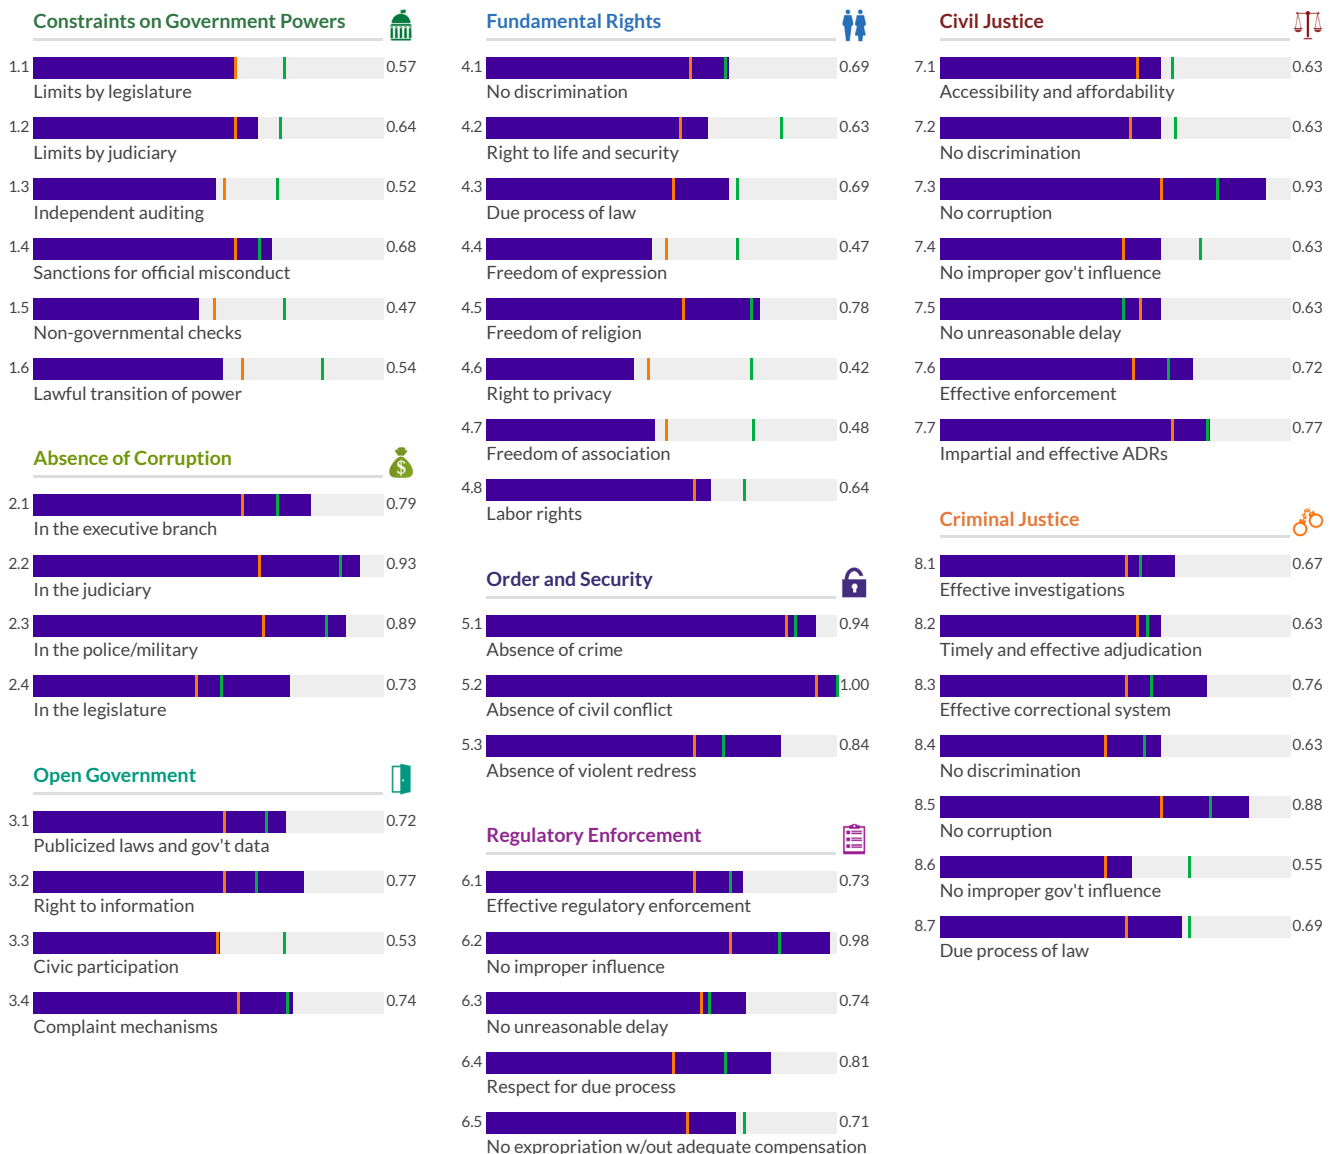 Constraints on Government Powers
1.1 0.57
Limits by legislature
1.2 0.64
Limits by judiciary
1.3 0.52
Independent auditing
1.4 0.68
Sanctions for official misconduct
1.5 0.47
Non-governmental checks
1.6 0.54
Lawful transition of power
Absence of Corruption
$
2.1 0.79
In the executive branch
2.2 0.93
In the judiciary
2.3 0.89
In the police/military
2.4 0.73
In the legislature
Open Government
3.1 0.72
Publicized laws and gov't data
3.2 0.77
Right to information
3.3 0.53
Civic participation
3.4 0.74
Complaint mechanisms
Fundamental Rights
4.1 0.69
No discrimination
4.2 0.63
Right to life and security
4.3 0.69
Due process of law
4.4 0.47
Freedom of expression
4.5 0.78
Freedom of religion
4.6 0.42
Right to privacy
4.7 0.48
Freedom of association
4.8 0.64
Labor rights
Order and Security
5.1 0.94
Absence of crime
5.2 1.00
Absence of civil conflict
5.3 0.84
Absence of violent redress
Regulatory Enforcement
6.1 0.73
Effective regulatory enforcement
6.2 0.98
No improper influence
6.3 0.74
No unreasonable delay
6.4 0.81
Respect for due process
6.5 0.71
No expropriation w/out adequate compensation
Civil Justice
7.1 0.63
Accessibility and affordability
7.2 0.63
No discrimination
7.3 0.93
No corruption
7.4 0.63
No improper gov't influence
7.5 0.63
No unreasonable delay
7.6 0.72
Effective enforcement
7.7 0.77
Impartial and effective ADRs
Criminal Justice
8.1 0.67
Effective investigations
8.2 0.63
Timely and effective adjudication
8.3 0.76
Effective correctional system
8.4 0.63
No discrimination
8.5 0.88
No corruption
8.6 0.55
No improper gov't influence
8.7 0.69
Due process of law